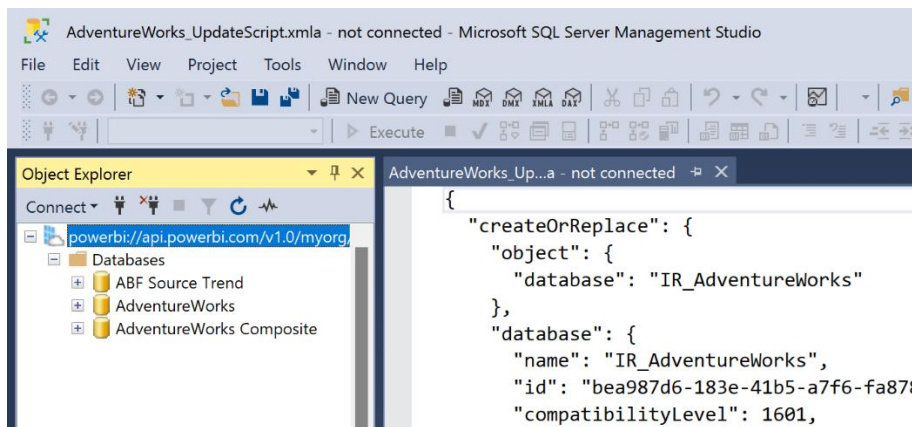 AdventureWorks_UpdateScript.xmla - not connected - Microsoft SQL Server Management Studio
File Edit View Project Tools Window Help
New Query MDX DMX XMLA DAX
Execute
Object Explorer
AdventureWorks_Up...a - not connected
Connect
powerbi://api.powerbi.com/v1.0/myorg/
Databases
ABF Source Trend
AdventureWorks
AdventureWorks Composite
{
"createOrReplace": {
"object": {
"database": "IR_AdventureWorks"
},
"database": {
"name": "IR_AdventureWorks",
"id": "bea987d6-183e-41b5-a7f6-fa878
"compatibilityLevel": 1601,